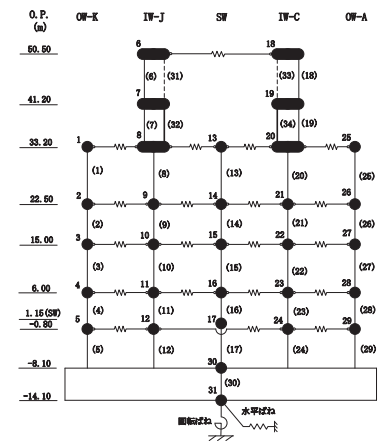 O.P.
(m)
OW-K IW-J SW IW-C OW-A
50.50 6 18
(6) (31) (33) (18)
41.20 7 19
(7) (32) (34) (19)
33.20 1 8 13 20 25
(1) (8) (13) (20) (25)
22.50 2 9 14 21 26
(2) (9) (14) (21) (26)
15.00 3 10 15 22 27
(3) (10) (15) (22) (27)
6.00 4 11 16 23 28
(4) (11) (16) (23) (28)
1.15(SW) 17
-0.80 5 12 24 29
(5) (12) (17) (24) (29)
-8.10 30
(30)
-14.10 31
回転ばね 水平ばね